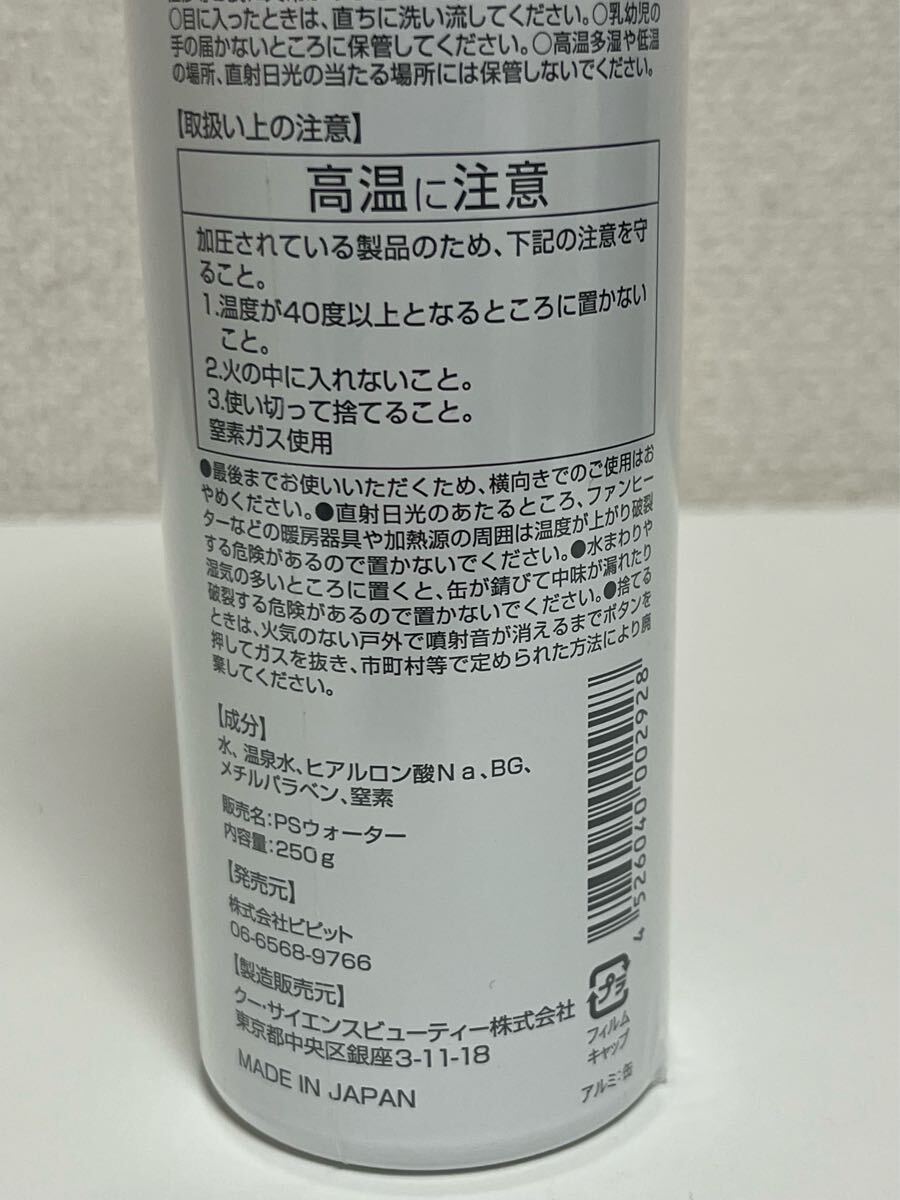 ○目に入ったときは、直ちに洗い流してください。○乳幼児の
手の届かないところに保管してください。○高温多湿や低温
の場所、直射日光の当たる場所には保管しないでください。
【取扱い上の注意】
高温に注意
加圧されている製品のため、下記の注意を守
ること。
1.温度が40度以上となるところに置かない
こと。
2.火の中に入れないこと。
3.使い切って捨てること。
窒素ガス使用
●最後までお使いいただくため、横向きでのご使用はお
やめください。●直射日光のあたるところ、ファンヒー
ターなどの暖房器具や加熱源の周囲は温度が上がり破裂
する危険があるので置かないでください。●水まわりや
湿気の多いところに置くと、缶が錆びて中味が漏れたり
破裂する危険があるので置かないでください。●捨てる
ときは、火気のない戸外で噴射音が消えるまでボタンを
押してガスを抜き、市町村等で定められた方法により廃
棄してください。
【成分】
水、温泉水、ヒアルロン酸Na、BG、
メチルパラベン、窒素
販売名:PSウォーター
内容量:250g
【発売元】
株式会社ビピット
06-6568-9766
【製造販売元】
クー・サイエンスビューティー株式会社
東京都中央区銀座3-11-18
MADE IN JAPAN
4526040002928
プラ
フィルム
キャップ
アルミ:缶